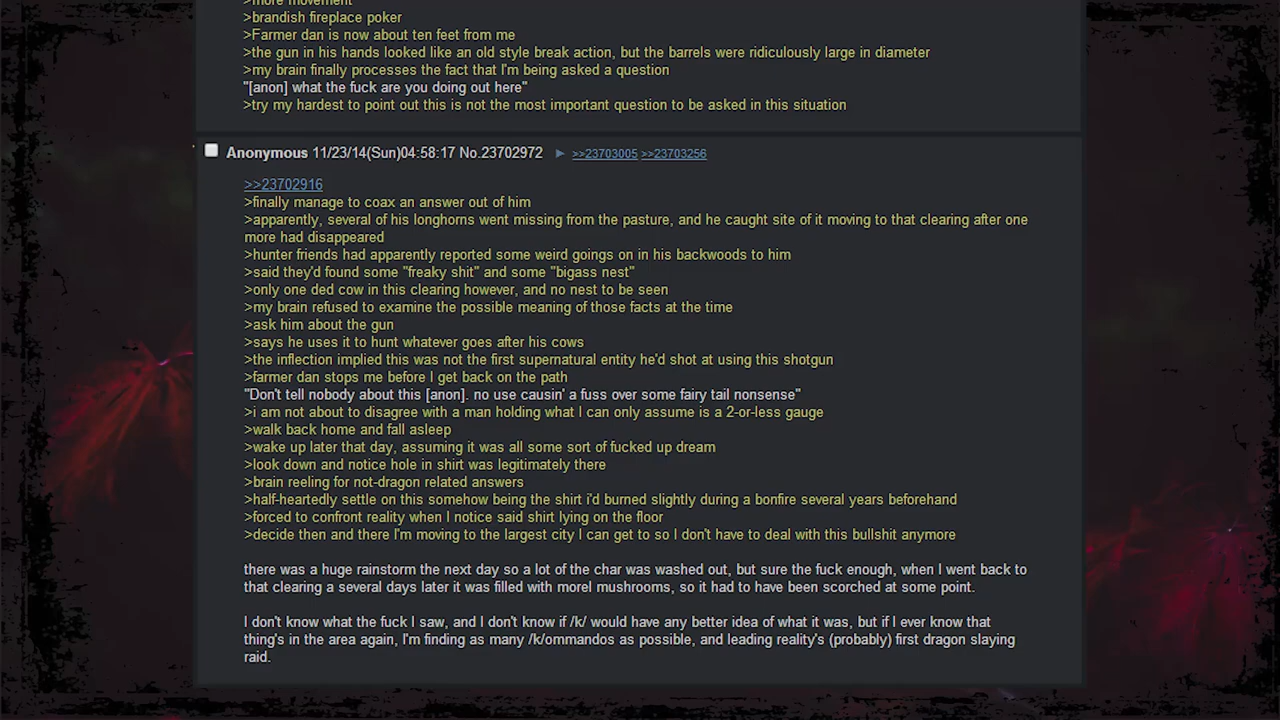 >more movement
>brandish fireplace poker
>Farmer dan is now about ten feet from me
>the gun in his hands looked like an old style break action, but the barrels were ridiculously large in diameter
>my brain finally processes the fact that I'm being asked a question
"[anon] what the fuck are you doing out here"
>try my hardest to point out this is not the most important question to be asked in this situation
Anonymous 11/23/14(Sun)04:58:17 No.23702972 ► >>23703005 >>23703256
>>23702916
>finally manage to coax an answer out of him
>apparently, several of his longhorns went missing from the pasture, and he caught site of it moving to that clearing after one
more had disappeared
>hunter friends had apparently reported some weird goings on in his backwoods to him
>said they'd found some "freaky shit" and some "bigass nest"
>only one ded cow in this clearing however, and no nest to be seen
>my brain refused to examine the possible meaning of those facts at the time
>ask him about the gun
>says he uses it to hunt whatever goes after his cows
>the inflection implied this was not the first supernatural entity he'd shot at using this shotgun
>farmer dan stops me before I get back on the path
"Don't tell nobody about this [anon]. no use causin' a fuss over some fairy tail nonsense"
>i am not about to disagree with a man holding what I can only assume is a 2-or-less gauge
>walk back home and fall asleep
>wake up later that day, assuming it was all some sort of fucked up dream
>look down and notice hole in shirt was legitimately there
>brain reeling for not-dragon related answers
>half-heartedly settle on this somehow being the shirt i'd burned slightly during a bonfire several years beforehand
>forced to confront reality when I notice said shirt lying on the floor
>decide then and there I'm moving to the largest city I can get to so I don't have to deal with this bullshit anymore
there was a huge rainstorm the next day so a lot of the char was washed out, but sure the fuck enough, when I went back to
that clearing a several days later it was filled with morel mushrooms, so it had to have been scorched at some point.
I don't know what the fuck I saw, and I don't know if /k/ would have any better idea of what it was, but if I ever know that
thing's in the area again, I'm finding as many /k/ommandos as possible, and leading reality's (probably) first dragon slaying
raid.